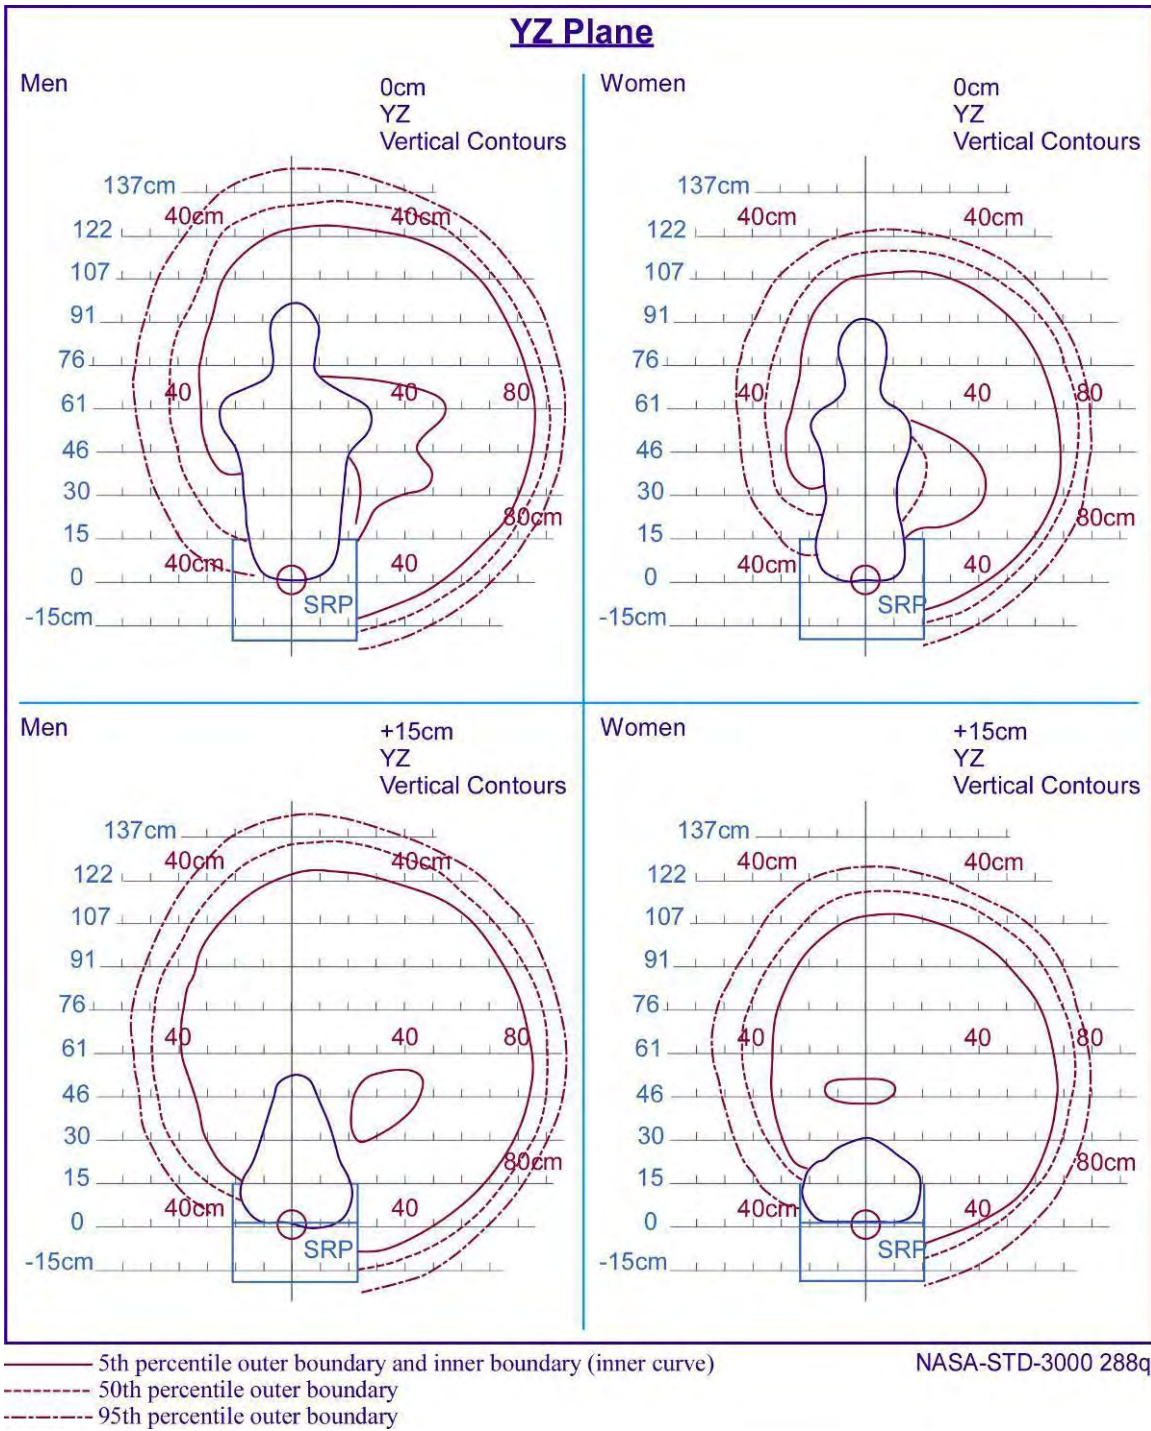 YZ Plane
Men
0cm
YZ
Vertical Contours
137cm
40cm
40cm
122
107
91
76
40
40
80
61
46
30
80cm
15
40cm
40
0
SRP
-15cm
Women
0cm
YZ
Vertical Contours
137cm
40cm
40cm
122
107
91
76
40
40
80
61
46
30
80cm
15
40cm
40
0
SRP
-15cm
Men
+15cm
YZ
Vertical Contours
137cm
40cm
40cm
122
107
91
76
40
40
80
61
46
30
80cm
15
40cm
40
0
SRP
-15cm
Women
+15cm
YZ
Vertical Contours
137cm
40cm
40cm
122
107
91
76
40
40
80
61
46
30
80cm
15
40cm
40
0
SRP
-15cm
5th percentile outer boundary and inner boundary (inner curve)
NASA-STD-3000 288q
50th percentile outer boundary
95th percentile outer boundary